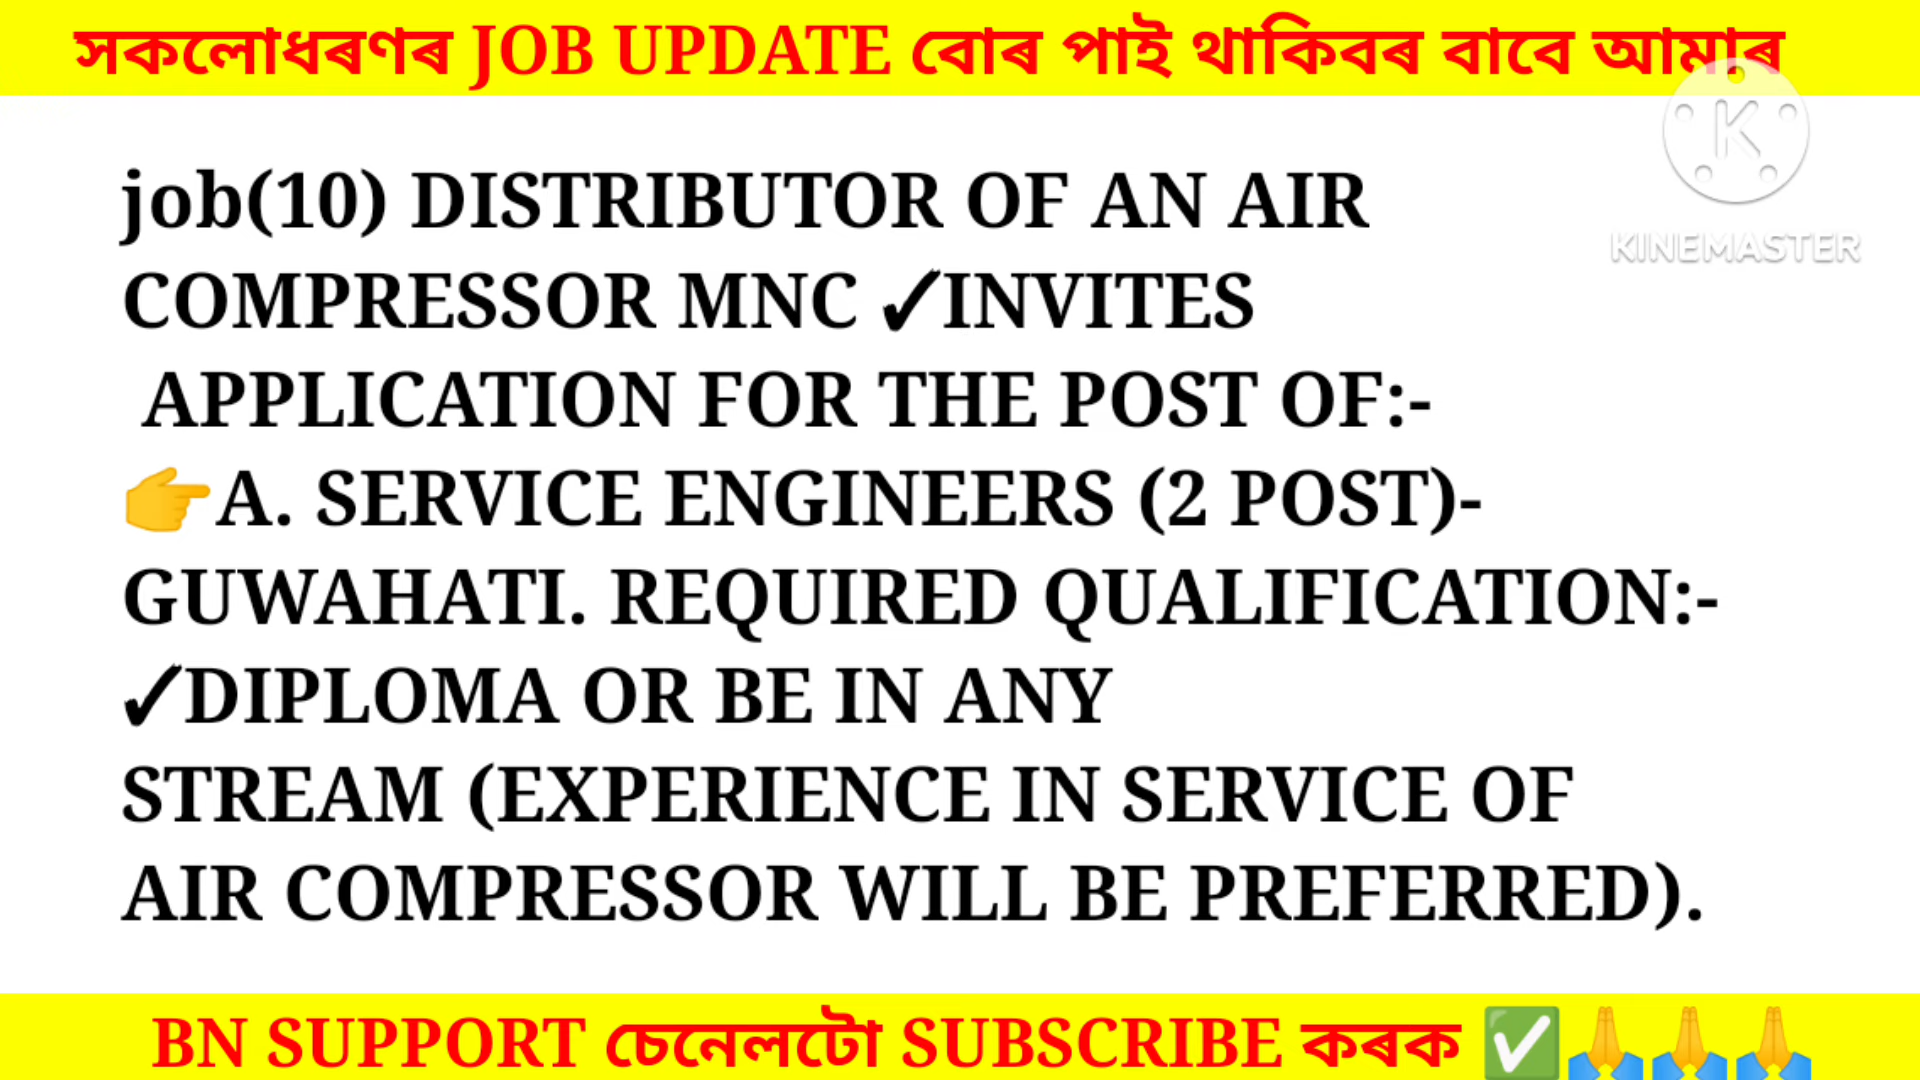 সকলোধৰণৰ JOB UPDATE বোৰ পাই থাকিবৰ বাবে আমাৰ
KINEMASTER
job(10) DISTRIBUTOR OF AN AIR
COMPRESSOR MNC ✓INVITES
APPLICATION FOR THE POST OF:-
👉A. SERVICE ENGINEERS (2 POST)-
GUWAHATI. REQUIRED QUALIFICATION:-
✓DIPLOMA OR BE IN ANY
STREAM (EXPERIENCE IN SERVICE OF
AIR COMPRESSOR WILL BE PREFERRED).
BN SUPPORT চেনেলটো SUBSCRIBE কৰক ✅🙏🙏🙏